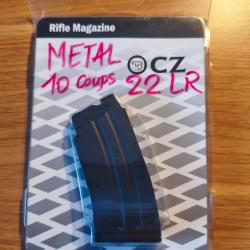 Rifle Magazine
METAL
10 COUPS
CZ
22 LR